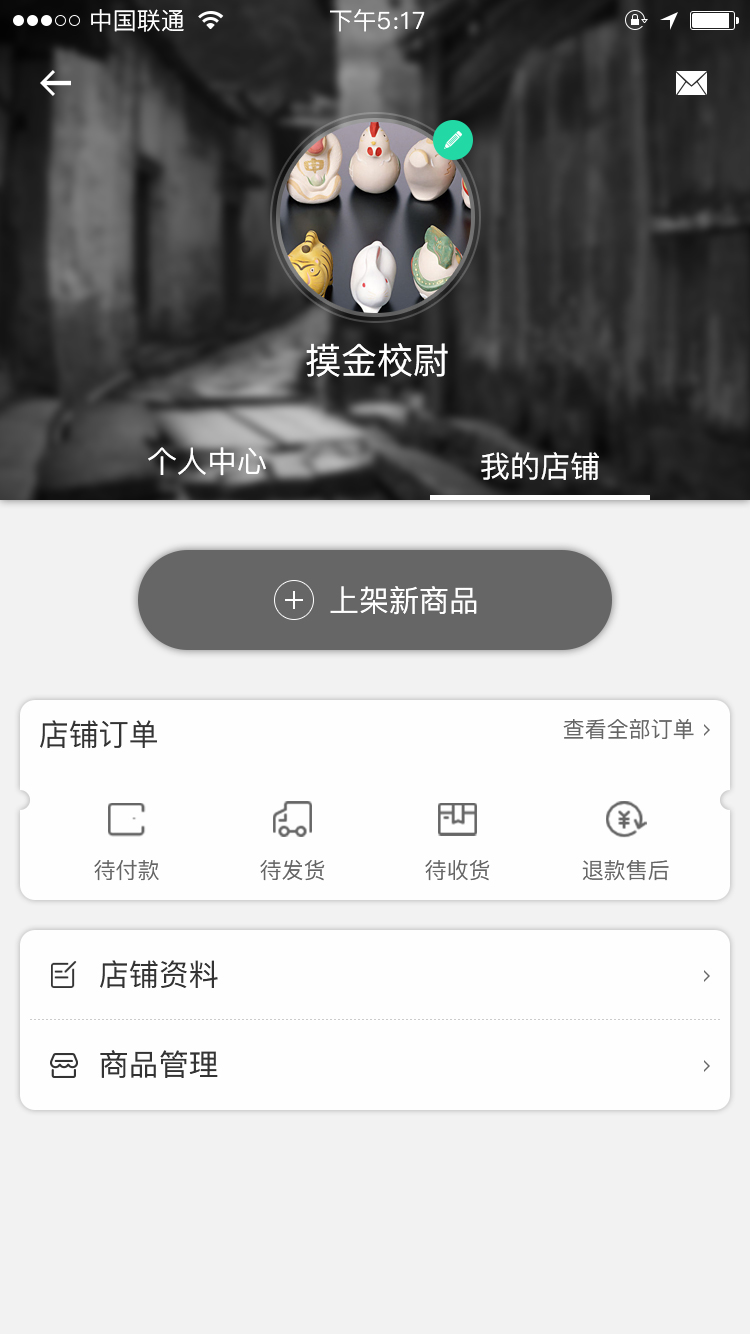 中国联通 下午5:17
摸金校尉
个人中心 我的店铺
上架新商品
店铺订单 查看全部订单
待付款 待发货 待收货 退款售后
店铺资料
商品管理